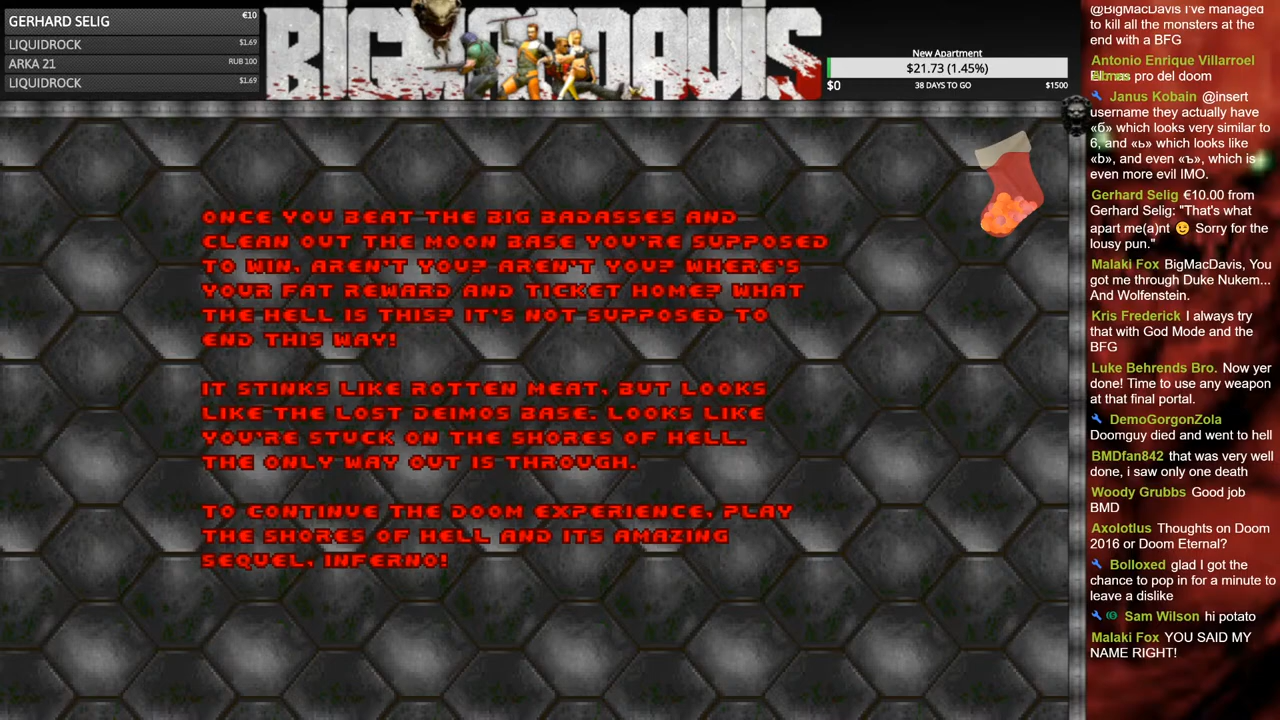 GERHARD SELIG €10
LIQUIDROCK $1.69
ARKA 21 RUB 100
LIQUIDROCK $1.69
BIGMACDAVIS
New Apartment
$21.73 (1.45%)
$0 38 DAYS TO GO $1500
ONCE YOU BEAT THE BIG BADASSES AND
CLEAN OUT THE MOON BASE YOU'RE SUPPOSED
TO WIN, AREN'T YOU? AREN'T YOU? WHERE'S
YOUR FAT REWARD AND TICKET HOME? WHAT
THE HELL IS THIS? IT'S NOT SUPPOSED TO
END THIS WAY!
IT STINKS LIKE ROTTEN MEAT, BUT LOOKS
LIKE THE LOST DEIMOS BASE. LOOKS LIKE
YOU'RE STUCK ON THE SHORES OF HELL.
THE ONLY WAY OUT IS THROUGH.
TO CONTINUE THE DOOM EXPERIENCE, PLAY
THE SHORES OF HELL AND ITS AMAZING
SEQUEL, INFERNO!
@BigMacDavis I've managed
to kill all the monsters at the
end with a BFG
Antonio Enrique Villarroel
El mas pro del doom
Janus Kobain @insert
username they actually have
«б» which looks very similar to
6, and «ь» which looks like
«b», and even «ъ», which is
even more evil IMO.
Gerhard Selig €10.00 from
Gerhard Selig: "That's what
apart me(a)nt 😉 Sorry for the
lousy pun."
Malaki Fox BigMacDavis, You
got me through Duke Nukem...
And Wolfenstein.
Kris Frederick I always try
that with God Mode and the
BFG
Luke Behrends Bro. Now yer
done! Time to use any weapon
at that final portal.
DemoGorgonZola
Doomguy died and went to hell
BMDfan842 that was very well
done, i saw only one death
Woody Grubbs Good job
BMD
Axolotlus Thoughts on Doom
2016 or Doom Eternal?
Bolloxed glad I got the
chance to pop in for a minute to
leave a dislike
Sam Wilson hi potato
Malaki Fox YOU SAID MY
NAME RIGHT!